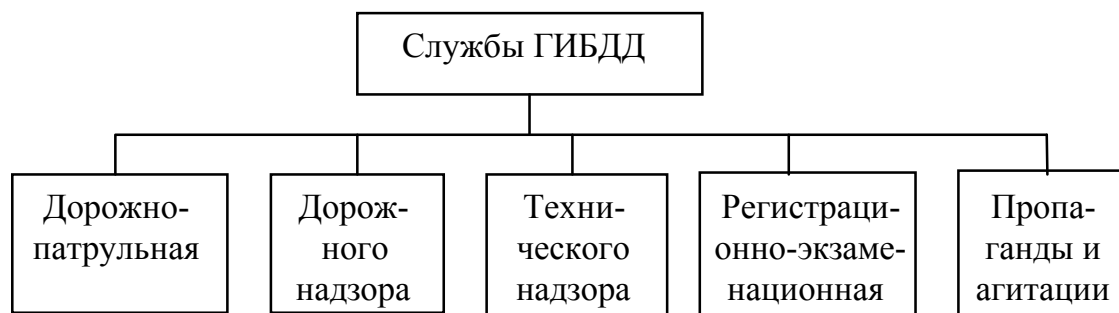 Службы ГИБДД
Дорожно-
патрульная
Дорож-
ного
надзора
Техни-
ческого
надзора
Регистраци-
онно-экзаме-
национная
Пропа-
ганды и
агитации